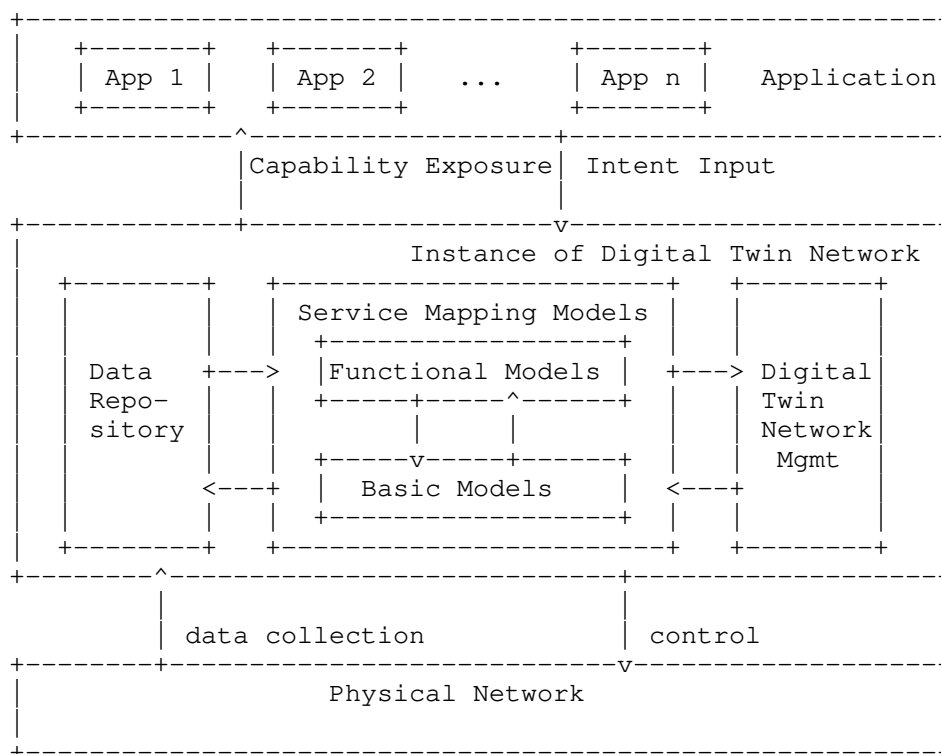 App 1 App 2 ... App n Application
Capability Exposure Intent Input
Instance of Digital Twin Network
Service Mapping Models
Data Functional Models Digital
Repo- Twin
sitory Network
Mgmt
Basic Models
data collection control
Physical Network